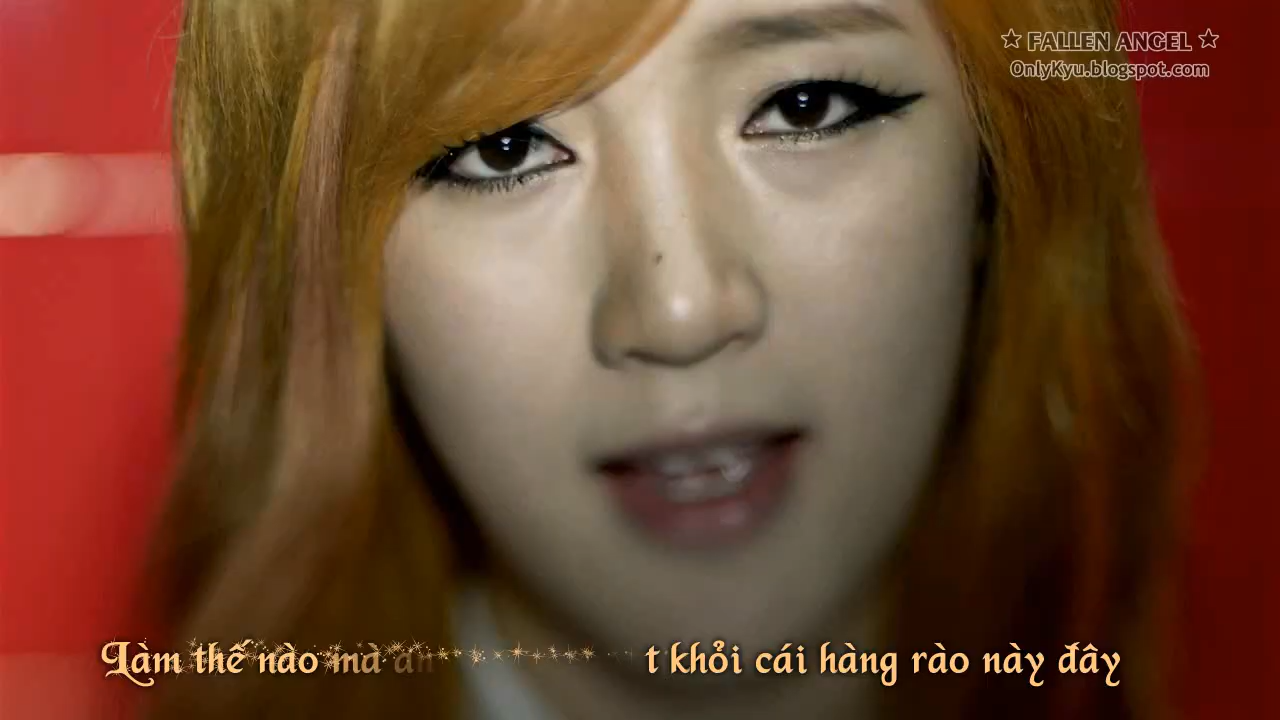 ★ FALLEN ANGEL ★
OnlyKyu.blogspot.com
Làm thế nào mà khỏi cái hàng rào này đây